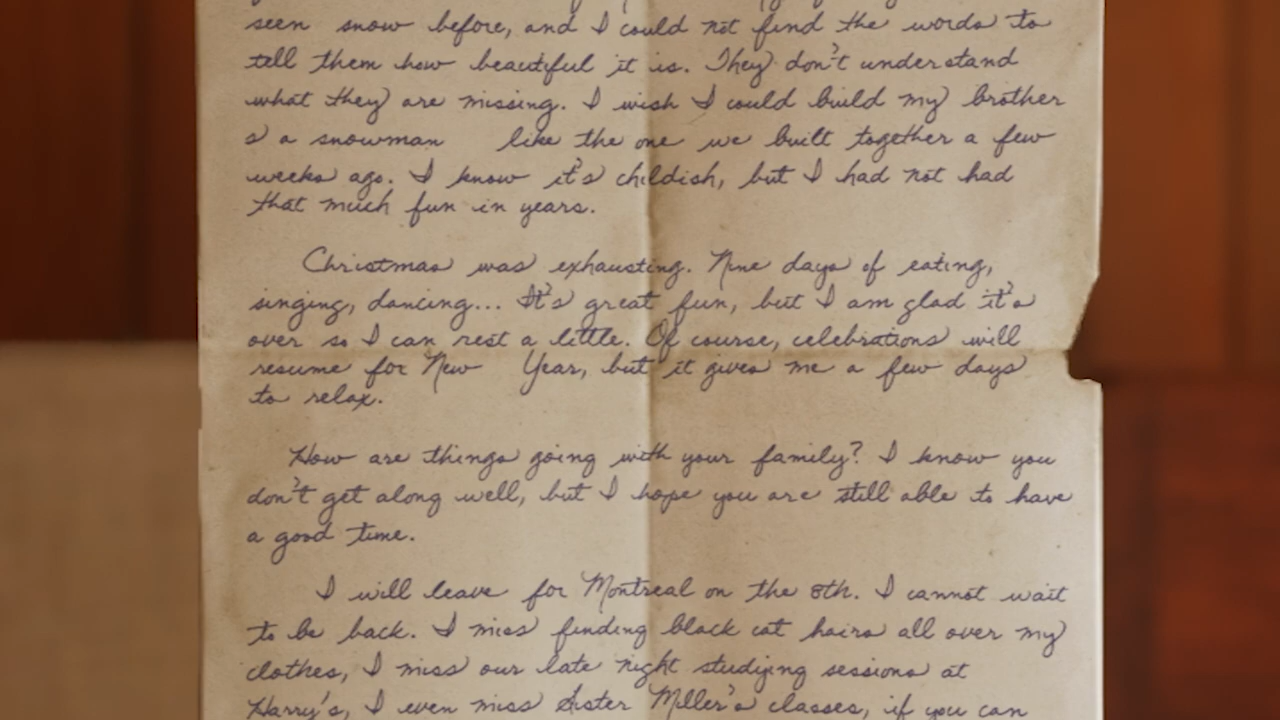 seen snow before, and I could not find the words to
tell them how beautiful it is. They don't understand
what they are missing. I wish I could build my brother
s a snowman like the one we built together a few
weeks ago. I know it's childish, but I had not had
that much fun in years.
Christmas was exhausting. Nine days of eating,
singing, dancing... It's great fun, but I am glad it's
over so I can rest a little. Of course, celebrations will
resume for New Year, but it gives me a few days
to relax.
How are things going with your family? I know you
don't get along well, but I hope you are still able to have
a good time.
I will leave for Montreal on the 8th. I cannot wait
to be back. I miss finding black cat hairs all over my
clothes, I miss our late night studying sessions at
Harry's, I even miss Sister Miller's classes, if you can